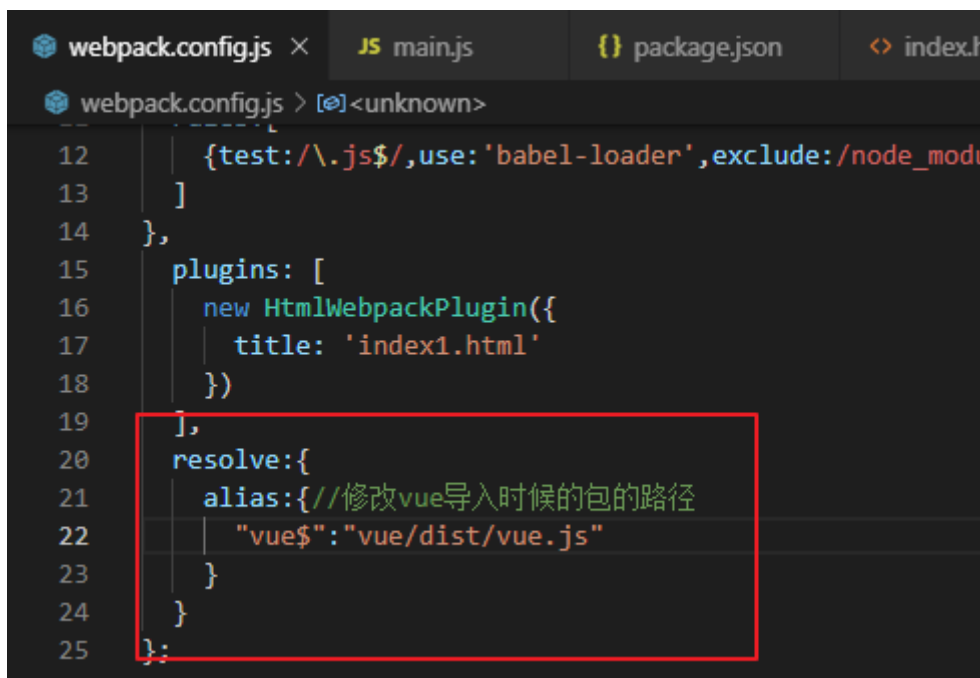 webpack.config.js × JS main.js {} package.json <> index.h
webpack.config.js > <unknown>
12 {test:/\.js$/,use:'babel-loader',exclude:/node_modu
13 ]
14 },
15 plugins: [
16 new HtmlWebpackPlugin({
17 title: 'index1.html'
18 })
19 ],
20 resolve:{
21 alias:{//修改vue导入时候的包的路径
22 "vue$":"vue/dist/vue.js"
23 }
24 }
25 };